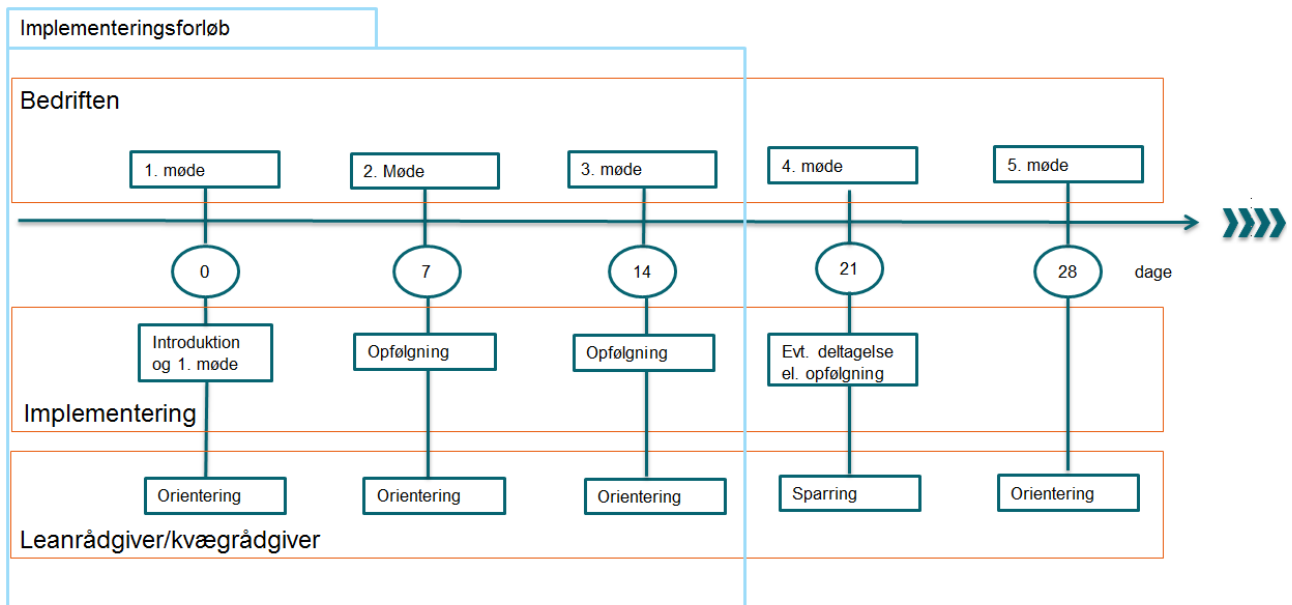 Implementeringsforløb
Bedriften
1. møde
2. Møde
3. møde
4. møde
5. møde
0
7
14
21
28
dage
Introduktion
og 1. møde
Opfølgning
Opfølgning
Evt. deltagelse
el. opfølgning
Implementering
Orientering
Orientering
Orientering
Sparring
Orientering
Leanrådgiver/kvægrådgiver